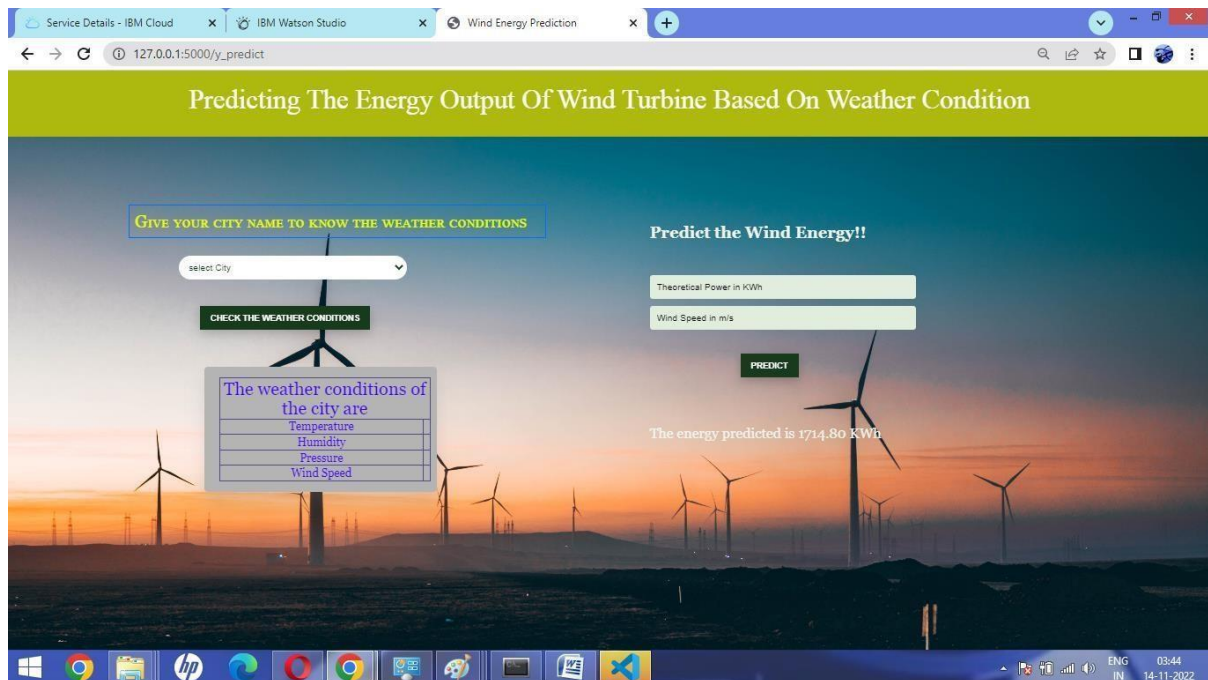 Service Details - IBM Cloud
IBM Watson Studio
Wind Energy Prediction
127.0.0.1:5000/y_predict
Predicting The Energy Output Of Wind Turbine Based On Weather Condition
GIVE YOUR CITY NAME TO KNOW THE WEATHER CONDITIONS
select City
CHECK THE WEATHER CONDITIONS
The weather conditions of
the city are
Temperature
Humidity
Pressure
Wind Speed
Predict the Wind Energy!!
Theoretical Power in KWh
Wind Speed in m/s
PREDICT
The energy predicted is 1714.80 KWh
hp
ENG
IN
03:44
14-11-2022